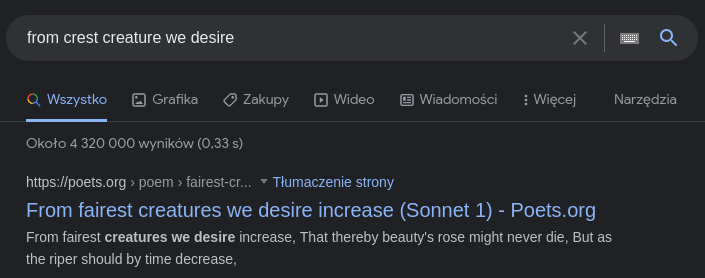 from crest creature we desire
Wszystko Grafika Zakupy Wideo Wiadomości Więcej Narzędzia
Około 4 320 000 wyników (0,33 s)
https://poets.org › poem › fairest-cr... Tłumaczenie strony
From fairest creatures we desire increase (Sonnet 1) - Poets.org
From fairest creatures we desire increase, That thereby beauty's rose might never die, But as
the riper should by time decrease,